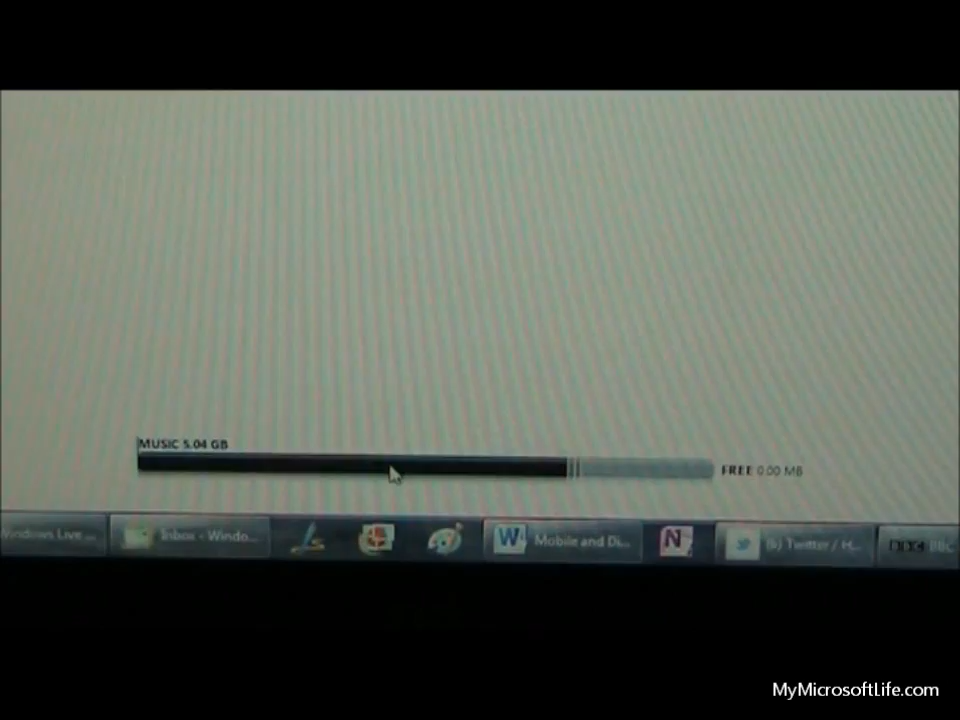 MUSIC 5.04 GB
FREE 0.00 MB
Windows Live ...
Inbox - Windo...
W
Mobile and Di...
N
(b) Twitter / H...
BBC BBC
MyMicrosoftLife.com